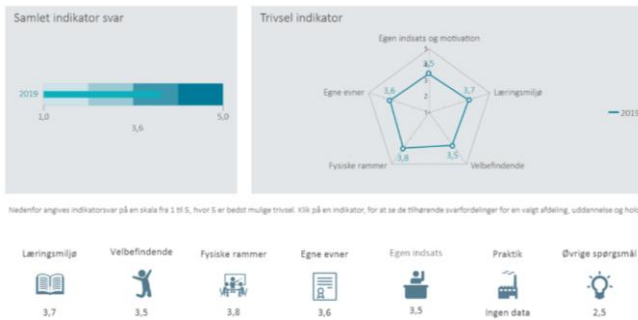 Samlet indikator svar
2019
1,0
5,0
3,6
Trivsel indikator
Egen indsats og motivation
5
4
3,5
3
2
1
Egne evner
3,6
3,7
Læringsmiljø
2019
3,8
3,5
Fysiske rammer
Velbefindende
Nedenfor angives indikatorsvar på en skala fra 1 til 5, hvor 5 er bedst mulige trivsel. Klik på en indikator, for at se de tilhørende svarfordelinger for en valgt afdeling, uddannelse og hold
Læringsmiljø
Velbefindende
Fysiske rammer
Egne evner
Egen indsats
Praktik
Øvrige spørgsmål
3,7
3,5
3,8
3,6
3,5
Ingen data
2,5